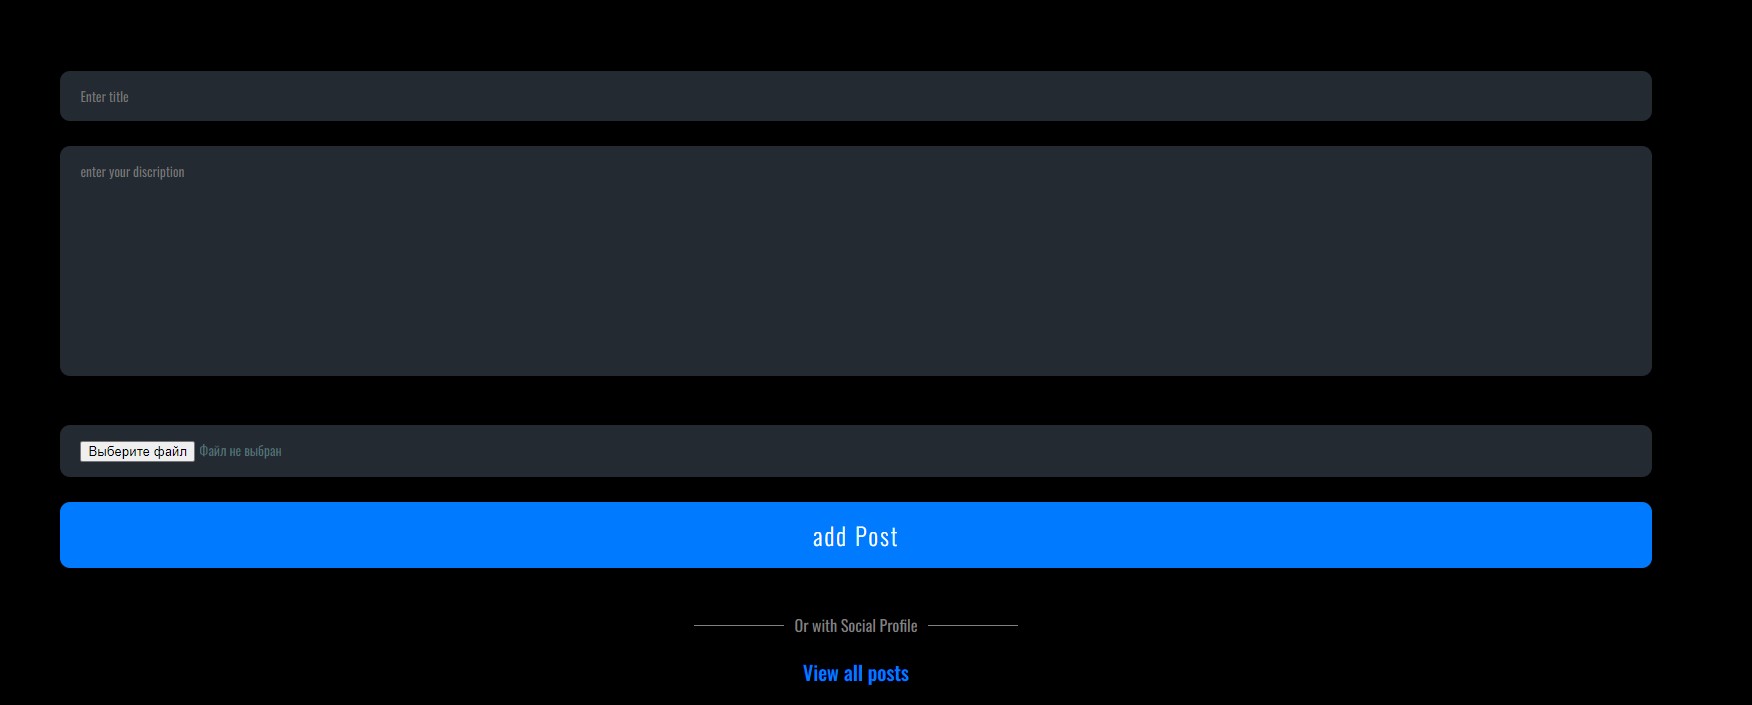 Enter title
enter your discription
Выберите файл Файл не выбран
add Post
Or with Social Profile
View all posts